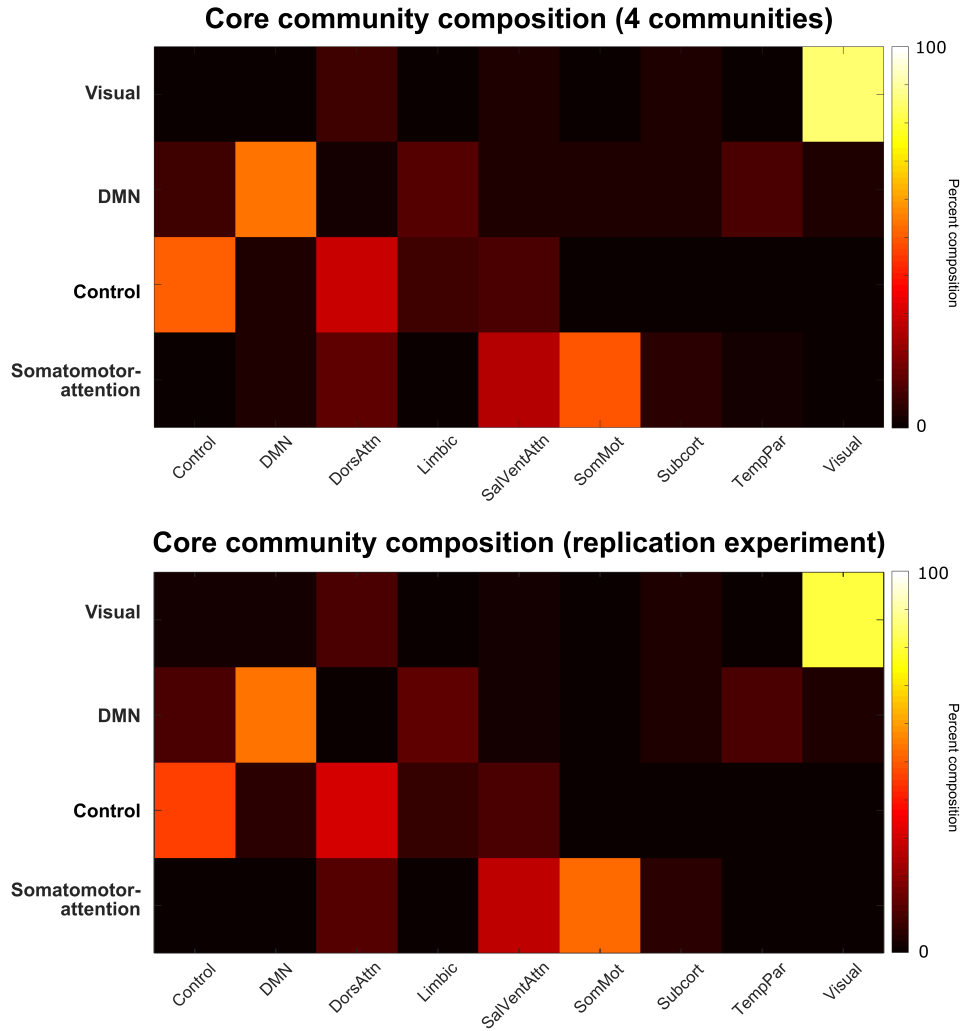 Core community composition (4 communities)
100
Visual
DMN
Control
Somatomotor-
attention
Percent composition
0
Control
DMN
DorsAttn
Limbic
SalVentAttn
SomMot
Subcort
TempPar
Visual
Core community composition (replication experiment)
100
Visual
DMN
Control
Somatomotor-
attention
Percent composition
0
Control
DMN
DorsAttn
Limbic
SalVentAttn
SomMot
Subcort
TempPar
Visual